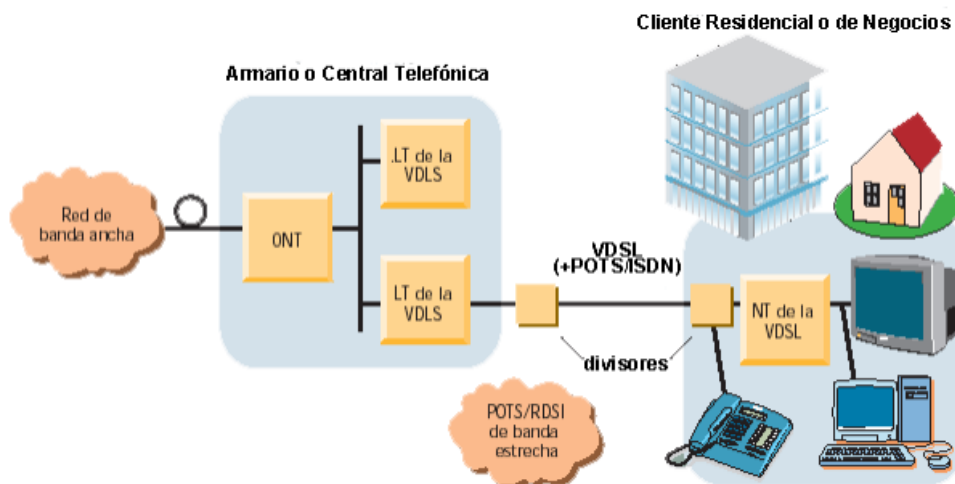 Cliente Residencial o de Negocios
Armario o Central Telefónica
.LT de la
VDLS
Red de
banda ancha
ONT
LT de la
VDLS
VDSL
(+POTS/ISDN)
NT de la
VDSL
divisores
POTS/RDSI
de banda
estrecha